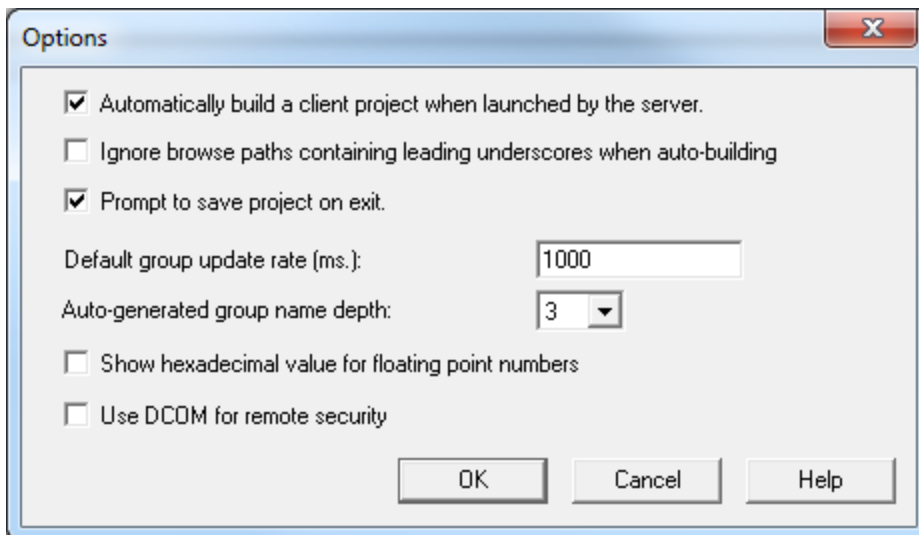 Options
Automatically build a client project when launched by the server.
Ignore browse paths containing leading underscores when auto-building
Prompt to save project on exit.
Default group update rate (ms.): 1000
Auto-generated group name depth: 3
Show hexadecimal value for floating point numbers
Use DCOM for remote security
OK Cancel Help